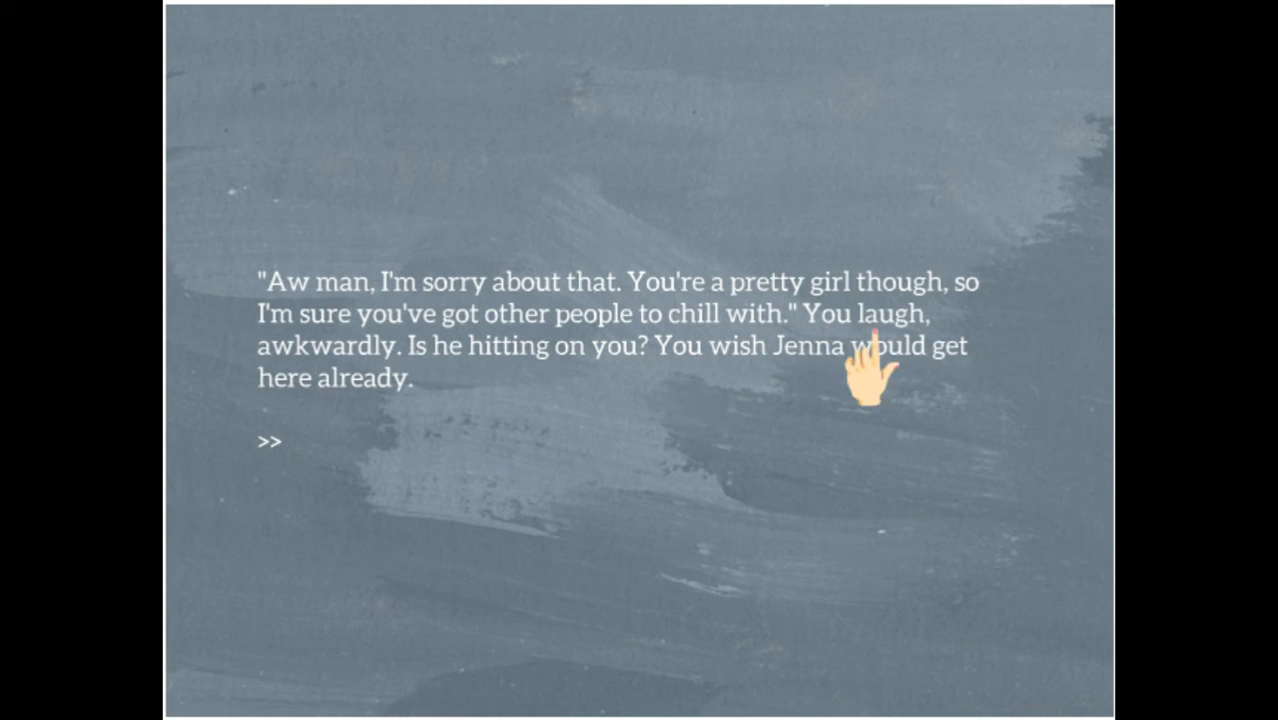 "Aw man, I'm sorry about that. You're a pretty girl though, so
I'm sure you've got other people to chill with." You laugh,
awkwardly. Is he hitting on you? You wish Jenna would get
here already.
>>